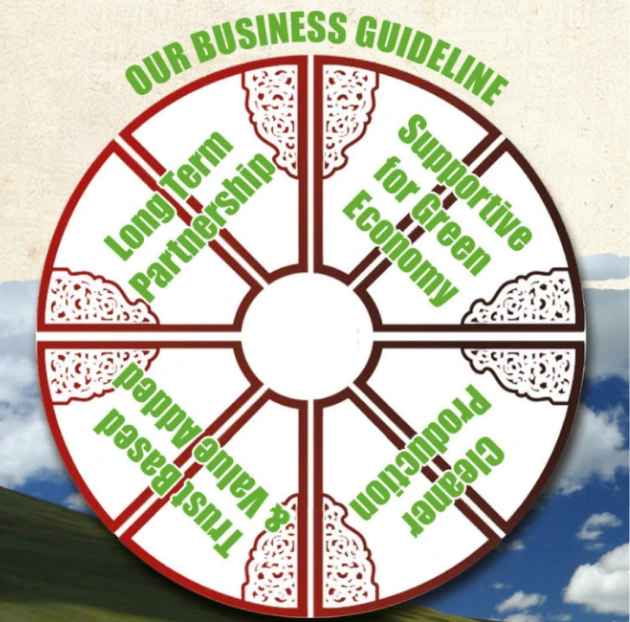 OUR BUSINESS GUIDELINE
Long Term
Partnership
Supportive
for Green
Economy
Cleaner
Production
Trust Based
& Value Added